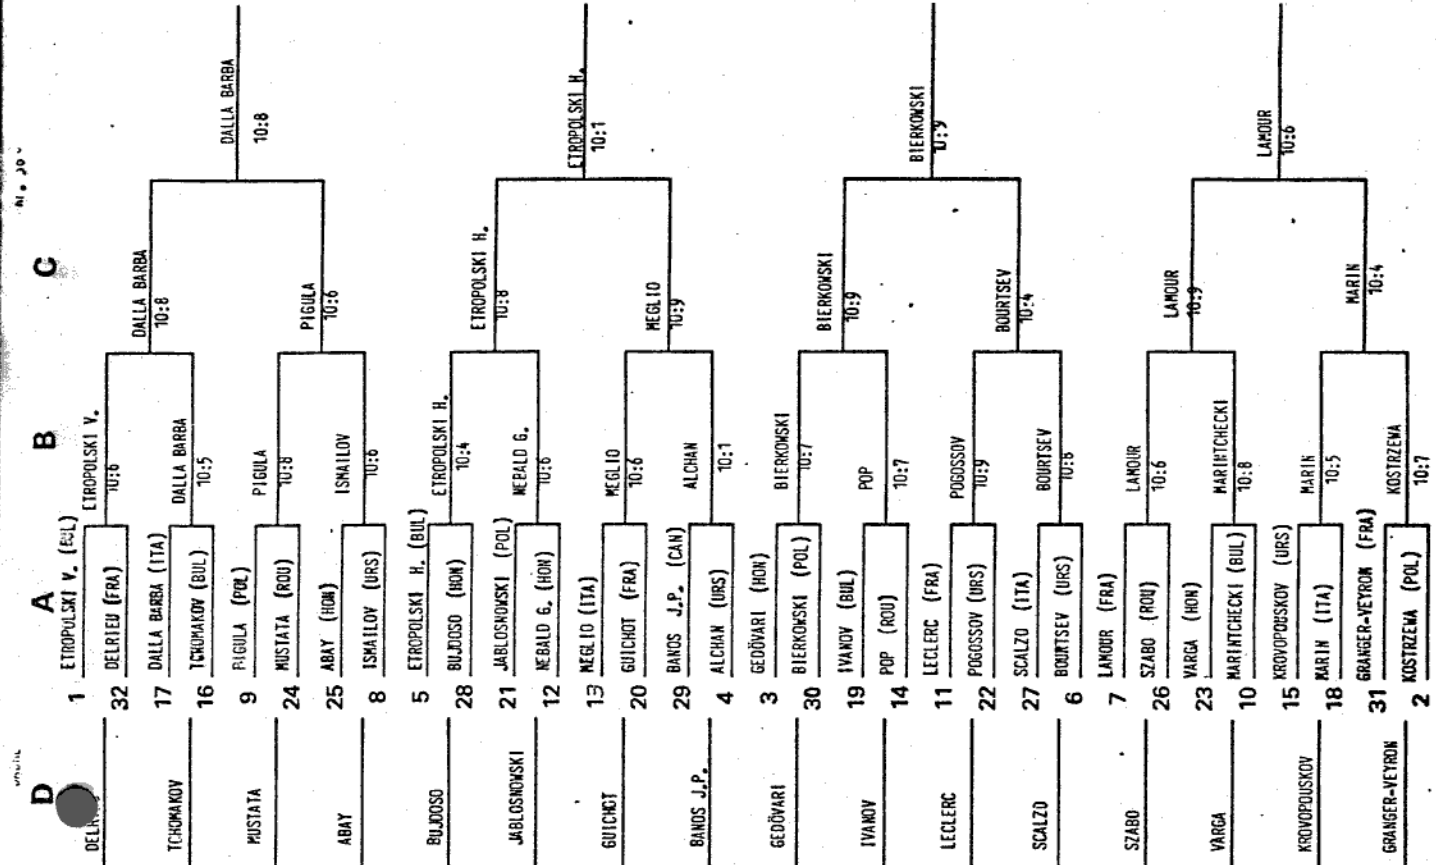 D
A
B
C
1 ETROPOLSKI V. (BUL)
32 DELRIEU (FRA)
17 DALLA BARBA (ITA)
16 TCHOMAKOV (BUL)
9 PIGULA (POL)
24 MUSTATA (ROU)
25 ABAY (HON)
8 ISMAILOV (URS)
5 ETROPOLSKI H. (BUL)
28 BUJDOSO (HON)
21 JABLOSNOWSKI (POL)
12 NEBALD G. (HON)
13 MEGLIO (ITA)
20 GUICHOT (FRA)
29 BANOS J.P. (CAN)
4 ALCHAN (URS)
3 GEDÖVARI (HON)
30 BIERKOWSKI (POL)
19 IVANOV (BUL)
14 POP (ROU)
11 LECLERC (FRA)
22 POGOSSOV (URS)
27 SCALZO (ITA)
6 BOURTSEV (URS)
7 LAMOUR (FRA)
26 SZABO (ROU)
23 VARGA (HON)
10 MARINTCHECKI (BUL)
15 KROVOPOUSKOV (URS)
18 MARIN (ITA)
31 GRANGER-VEYRON (FRA)
2 KOSTRZEWA (POL)
ETROPOLSKI V.
10:6
DALLA BARBA
10:5
PIGULA
10:8
ISMAILOV
10:6
ETROPOLSKI H.
10:4
NEBALD G.
10:6
MEGLIO
10:6
ALCHAN
10:1
BIERKOWSKI
10:7
POP
10:7
POGOSSOV
10:9
BOURTSEV
10:8
LAMOUR
10:6
MARINTCHECKI
10:8
MARIN
10:5
KOSTRZEWA
10:7
DALLA BARBA
10:8
PIGULA
10:6
ETROPOLSKI H.
10:8
MEGLIO
10:9
BIERKOWSKI
10:9
BOURTSEV
10:4
LAMOUR
10:9
MARIN
10:4
DALLA BARBA
10:8
ETROPOLSKI H.
10:1
BIERKOWSKI
10:9
LAMOUR
10:6
TCHOMAKOV
MUSTATA
ABAY
BUJDOSO
JABLOSNOWSKI
GUICHOT
BANOS J.P.
GEDÖVARI
IVANOV
LECLERC
SCALZO
SZABO
VARGA
KROVOPOUSKOV
GRANGER-VEYRON